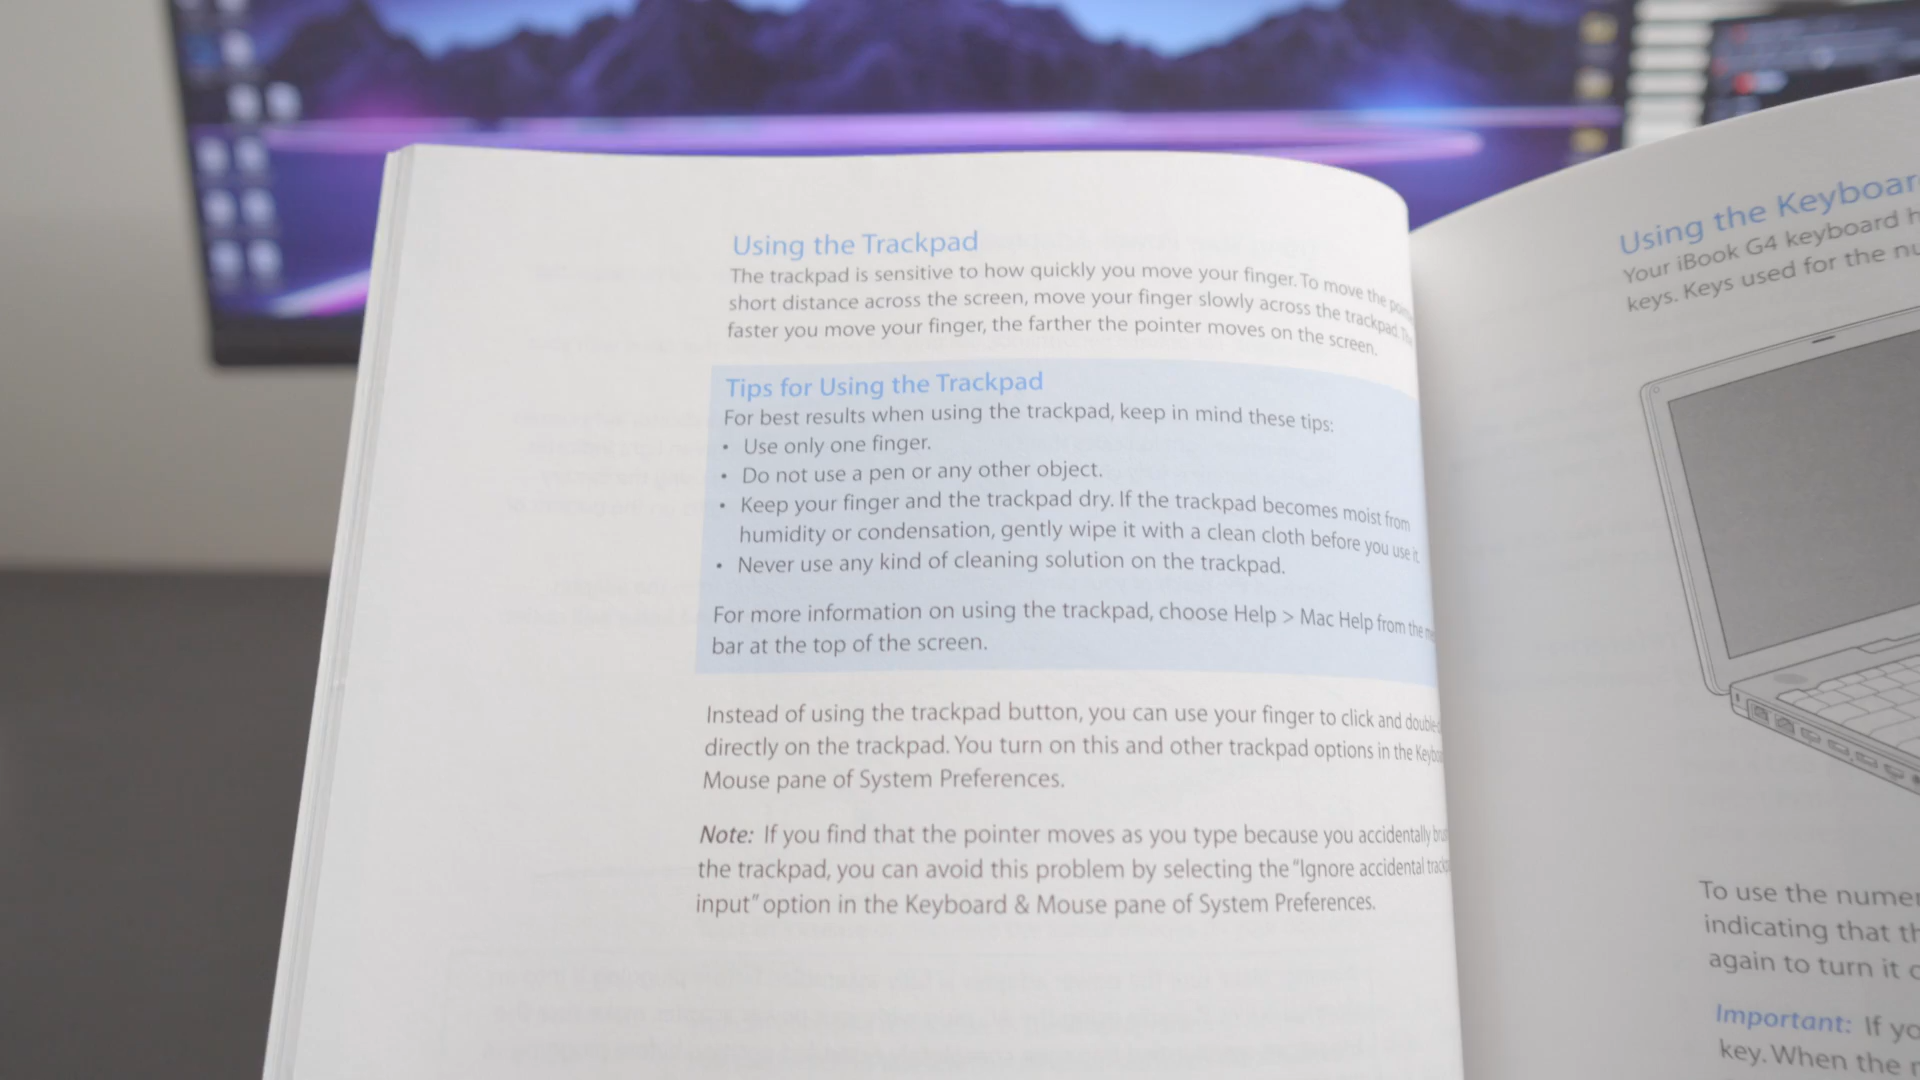 Using the Trackpad
The trackpad is sensitive to how quickly you move your finger. To move the
short distance across the screen, move your finger slowly across the trackpad. The
faster you move your finger, the farther the pointer moves on the screen.
Tips for Using the Trackpad
For best results when using the trackpad, keep in mind these tips:
• Use only one finger.
• Do not use a pen or any other object.
• Keep your finger and the trackpad dry. If the trackpad becomes moist from
humidity or condensation, gently wipe it with a clean cloth before you use it.
• Never use any kind of cleaning solution on the trackpad.
For more information on using the trackpad, choose Help > Mac Help from the
bar at the top of the screen.
Instead of using the trackpad button, you can use your finger to click and
directly on the trackpad. You turn on this and other trackpad options in the
Mouse pane of System Preferences.
Note: If you find that the pointer moves as you type because you accidentally
the trackpad, you can avoid this problem by selecting the "Ignore accidental
input" option in the Keyboard & Mouse pane of System Preferences.
Using the
Your iBook G4 keyboard
keys. Keys used for the
To use the
indicating that
again to turn it
Important: If
key. When the